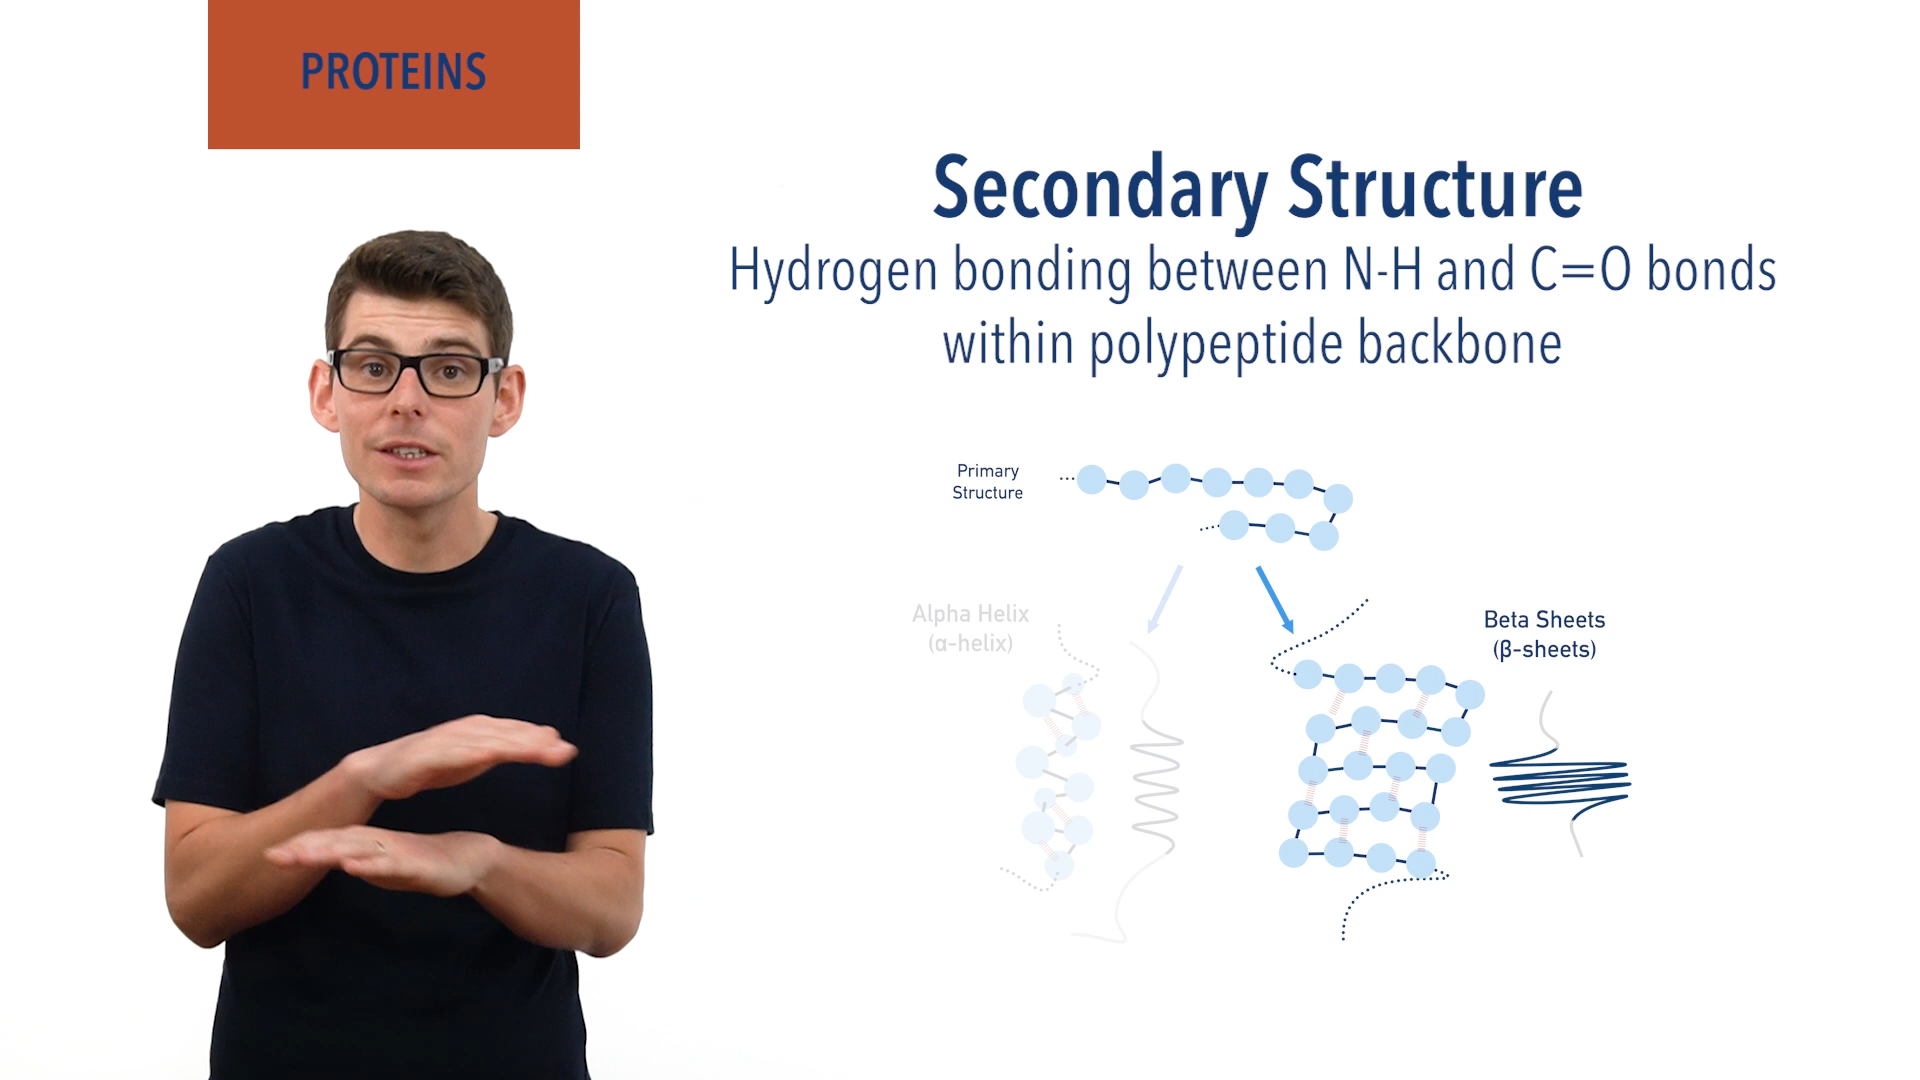 PROTEINS
Secondary Structure
Hydrogen bonding between N-H and C=O bonds
within polypeptide backbone
Primary
Structure
Alpha Helix
(α-helix)
Beta Sheets
(β-sheets)